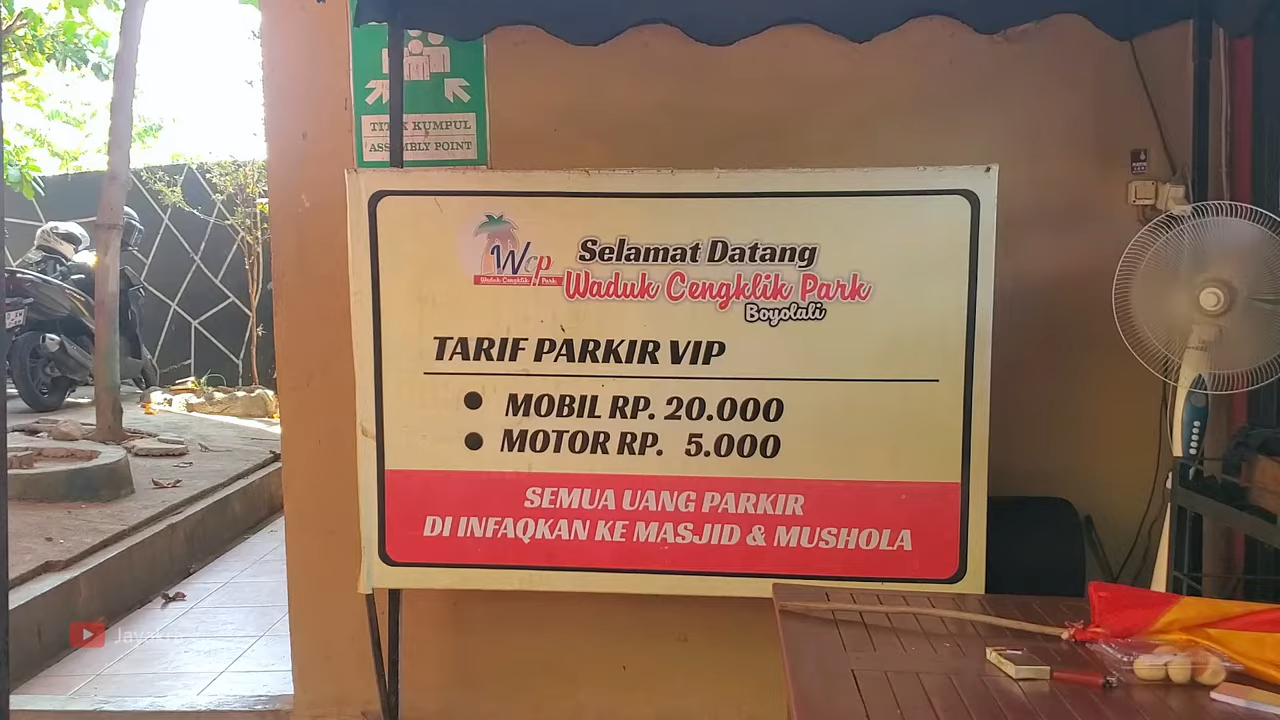 TITIK KUMPUL
ASSEMBLY POINT
Wcp
Waduk Cengklik Park
Selamat Datang
Waduk Cengklik Park
Boyolali
TARIF PARKIR VIP
● MOBIL RP. 20.000
● MOTOR RP. 5.000
SEMUA UANG PARKIR
DI INFAQKAN KE MASJID & MUSHOLA